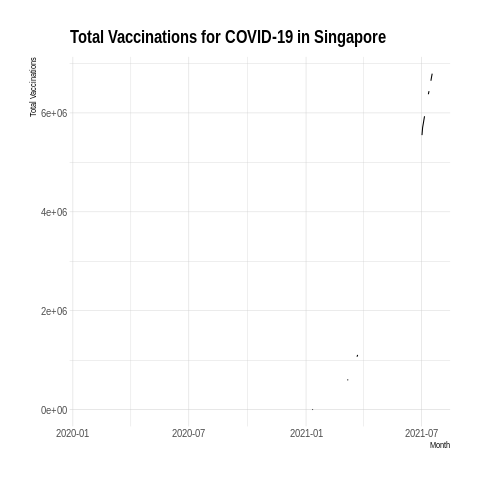 Total Vaccinations for COVID-19 in Singapore
Total Vaccinations
6e+06
4e+06
2e+06
0e+00
2020-01 2020-07 2021-01 2021-07
Month